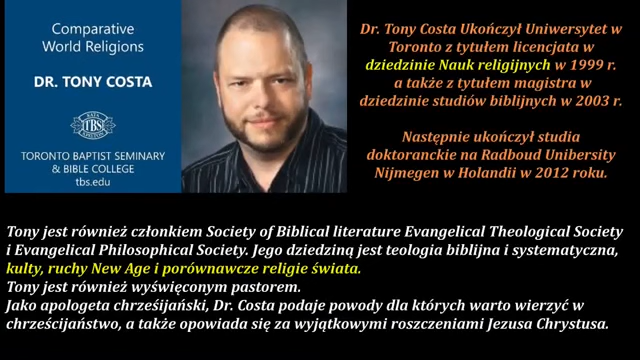 Comparative
World Religions
DR. TONY COSTA
TBS
TORONTO BAPTIST SEMINARY
& BIBLE COLLEGE
tbs.edu
Dr. Tony Costa Ukończył Uniwersytet w
Toronto z tytułem licencjata w
dziedzinie Nauk religijnych w 1999 r.
a także z tytułem magistra w
dziedzinie studiów biblijnych w 2003 r.
Następnie ukończył studia
doktoranckie na Radboud Unibersity
Nijmegen w Holandii w 2012 roku.
Tony jest również członkiem Society of Biblical literature Evangelical Theological Society
i Evangelical Philosophical Society. Jego dziedziną jest teologia biblijna i systematyczna,
kulty, ruchy New Age i porównawcze religie świata.
Tony jest również wyświęconym pastorem.
Jako apologeta chrześijański, Dr. Costa podaje powody dla których warto wierzyć w
chrześcijaństwo, a także opowiada się za wyjątkowymi roszczeniami Jezusa Chrystusa.